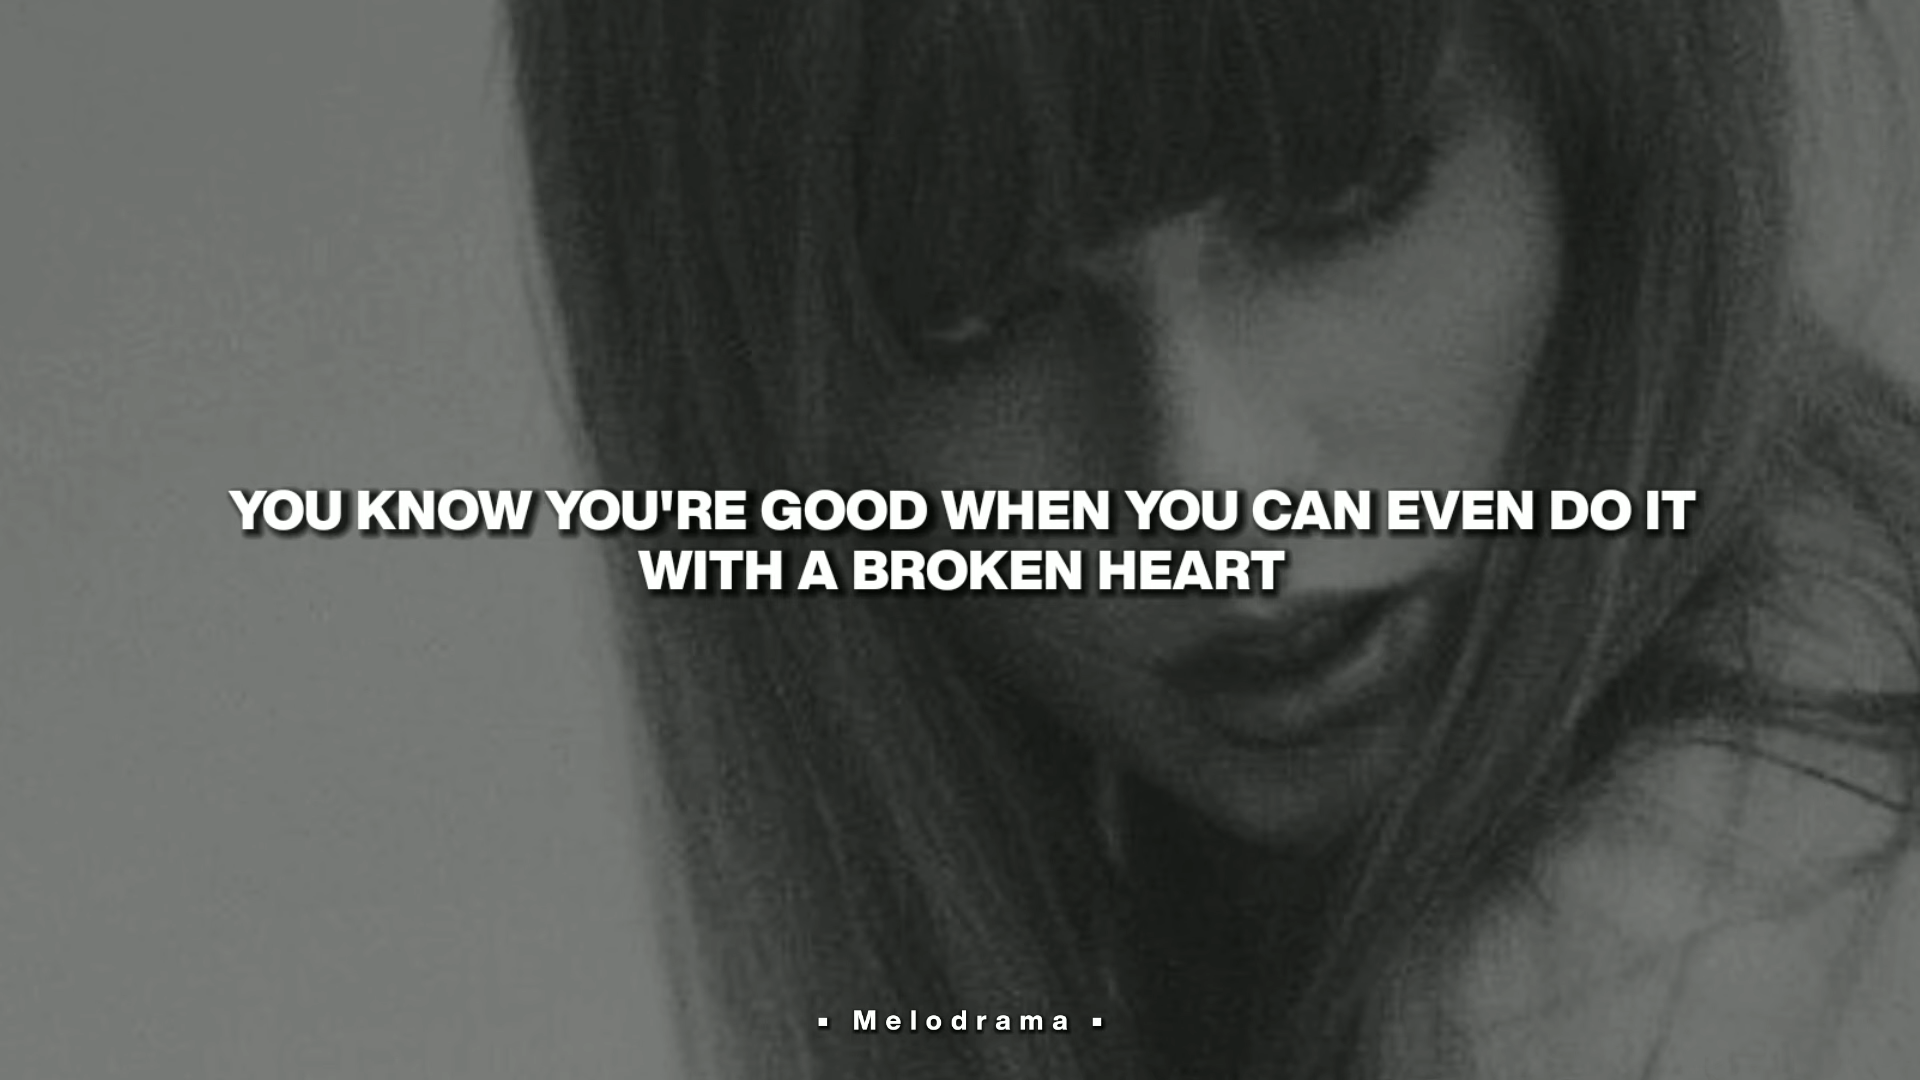 YOU KNOW YOU'RE GOOD WHEN YOU CAN EVEN DO IT
WITH A BROKEN HEART
▪ Melodrama ▪